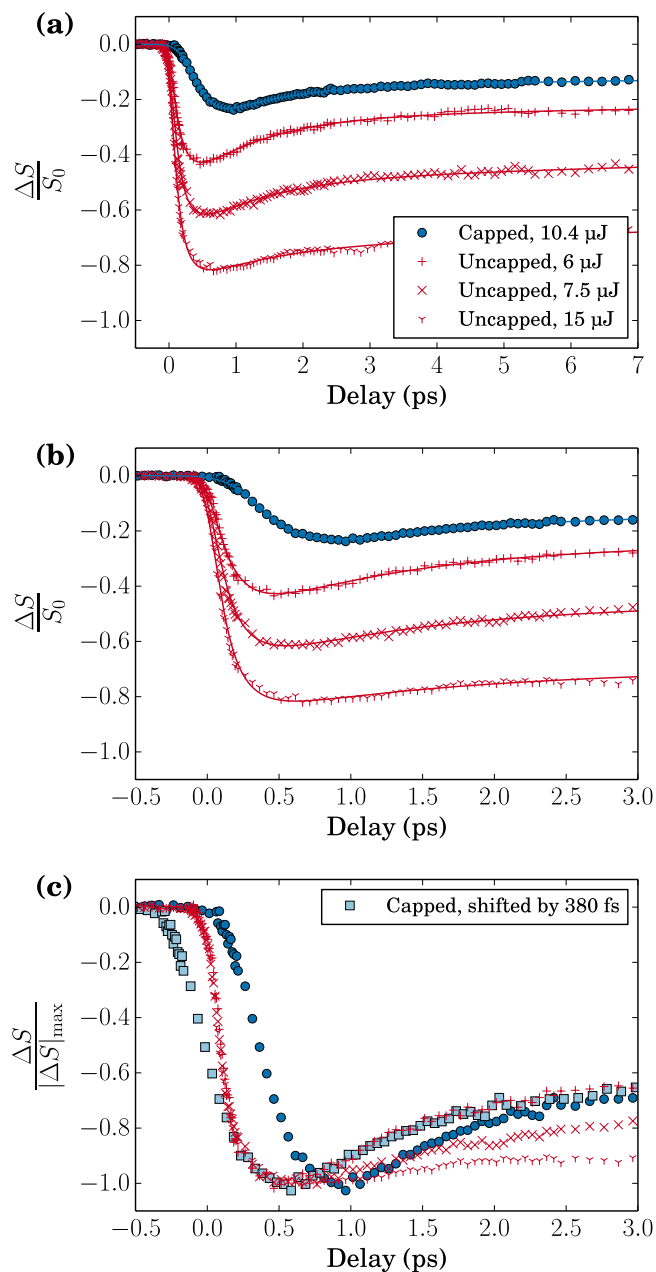 (a)
0.0
−0.2
−0.4
−0.6
−0.8
−1.0
ΔS
S0
Capped, 10.4 µJ
Uncapped, 6 µJ
Uncapped, 7.5 µJ
Uncapped, 15 µJ
0 1 2 3 4 5 6 7
Delay (ps)
(b)
0.0
−0.2
−0.4
−0.6
−0.8
−1.0
ΔS
S0
−0.5 0.0 0.5 1.0 1.5 2.0 2.5 3.0
Delay (ps)
(c)
0.0
−0.2
−0.4
−0.6
−0.8
−1.0
ΔS
|ΔS|max
Capped, shifted by 380 fs
−0.5 0.0 0.5 1.0 1.5 2.0 2.5 3.0
Delay (ps)